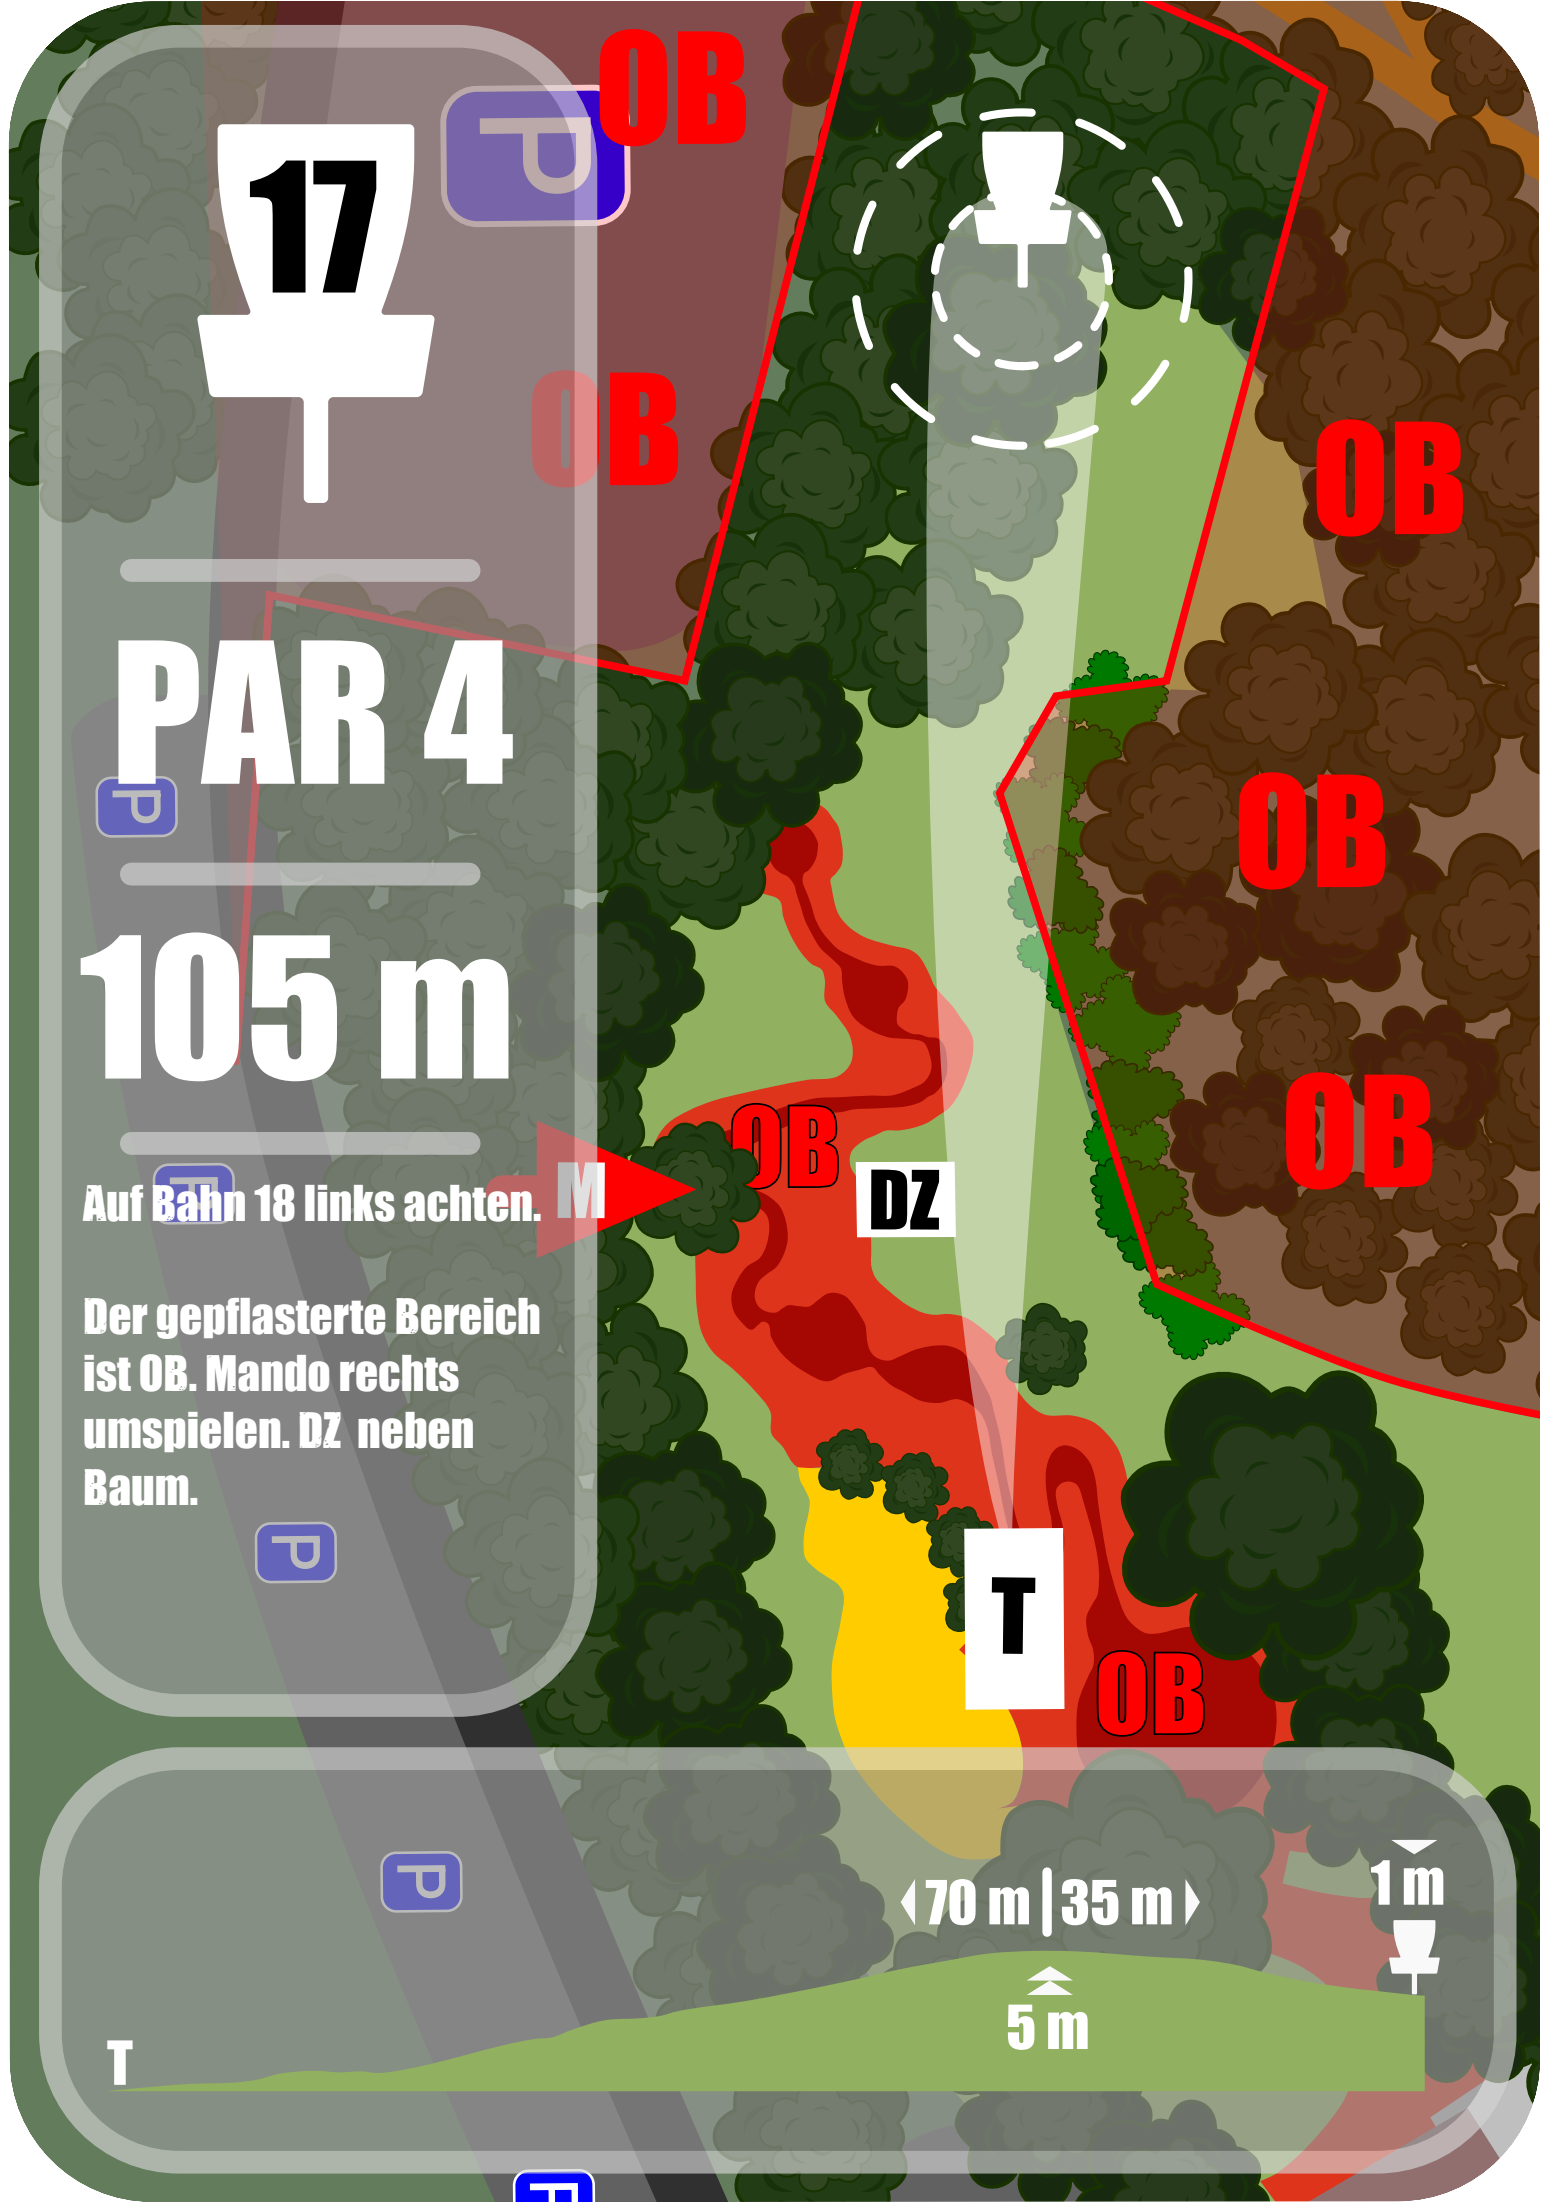 OB
P
17
OB
OB
PAR 4
P
OB
105 m
OB
OB
M
DZ
P
Auf Bahn 18 links achten.
Der gepflasterte Bereich
ist OB. Mando rechts
umspielen. DZ neben
Baum.
P
T
OB
P
70 m|35 m
1 m
5 m
T
P